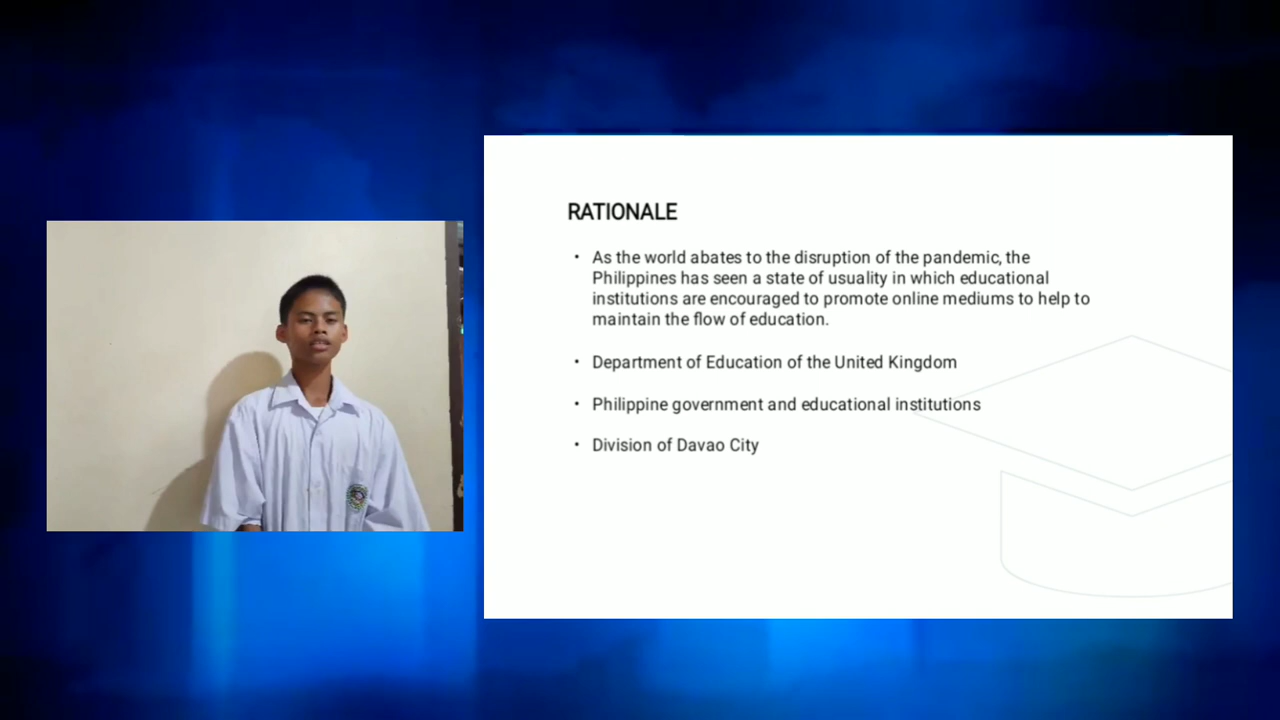 RATIONALE
• As the world abates to the disruption of the pandemic, the
Philippines has seen a state of usuality in which educational
institutions are encouraged to promote online mediums to help to
maintain the flow of education.
• Department of Education of the United Kingdom
• Philippine government and educational institutions
• Division of Davao City